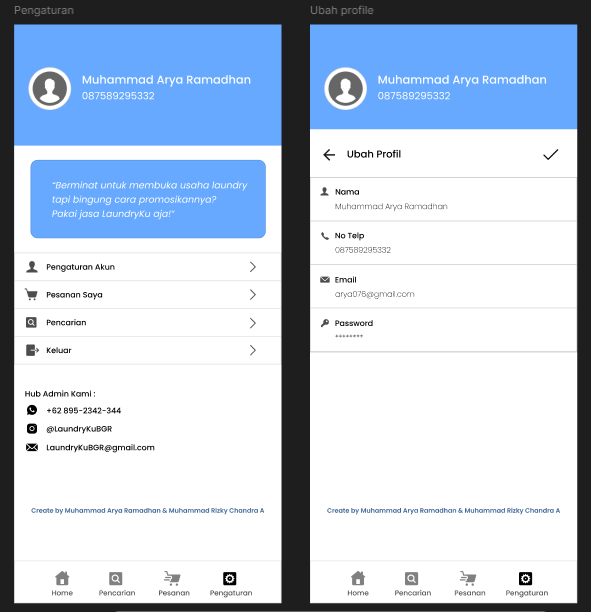 Pengaturan
Muhammad Arya Ramadhan
087589295332
“Berminat untuk membuka usaha laundry
tapi bingung cara promosikannya?
Pakai jasa LaundryKu aja!”
Pengaturan Akun
Pesanan Saya
Pencarian
Keluar
Hub Admin Kami :
+62 895-2342-344
@LaundryKuBGR
LaundryKuBGR@gmail.com
Create by Muhammad Arya Ramadhan & Muhammad Rizky Chandra A
Home Pencarian Pesanan Pengaturan
Ubah profile
Muhammad Arya Ramadhan
087589295332
Ubah Profil
Nama
Muhammad Arya Ramadhan
No Telp
087589295332
Email
arya076@gmail.com
Password
********
Create by Muhammad Arya Ramadhan & Muhammad Rizky Chandra A
Home Pencarian Pesanan Pengaturan